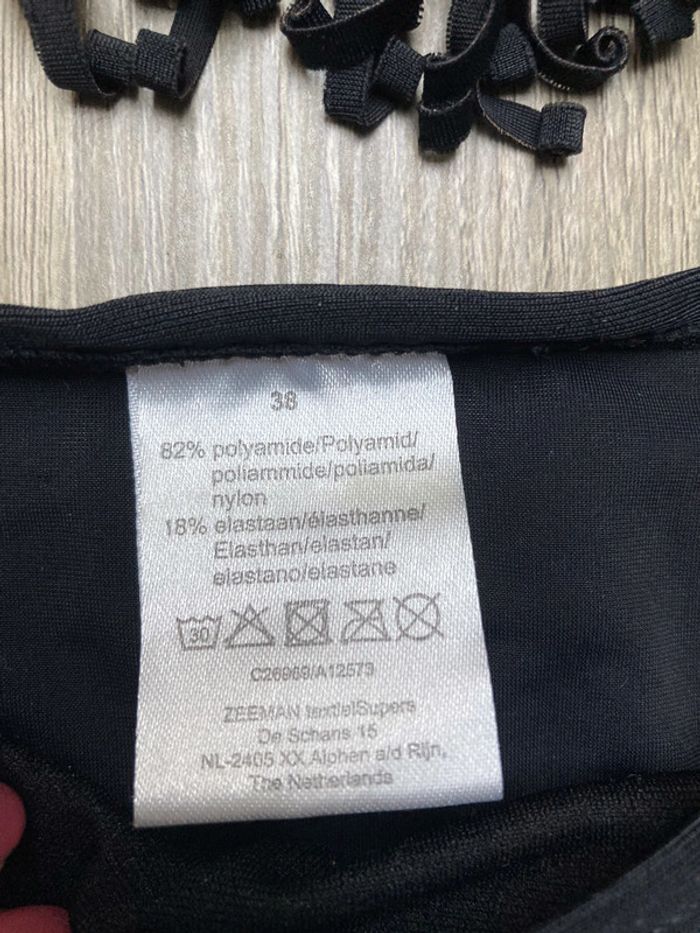 38
82% polyamide/Polyamid/
poliammide/poliamida/
nylon
18% elastaan/élasthanne/
Elasthan/elastan/
elastano/elastane
30
C26969/A12573
ZEEMAN textielSupers
De Schans 15
NL-2405 XX Alphen a/d Rijn,
The Netherlands